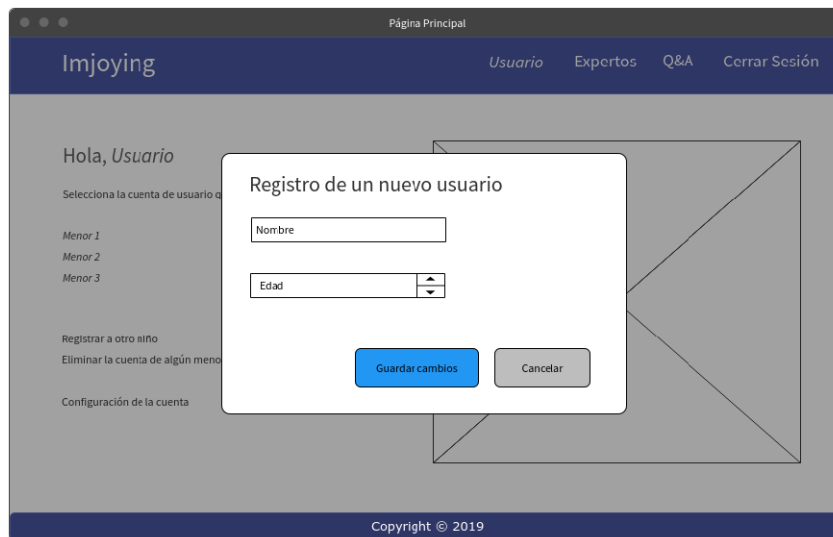 Página Principal
Imjoying
Usuario Expertos Q&A Cerrar Sesión
Hola, Usuario
Selecciona la cuenta de usuario q
Menor 1
Menor 2
Menor 3
Registrar a otro niño
Eliminar la cuenta de algún meno
Configuración de la cuenta
Registro de un nuevo usuario
Nombre
Edad
Guardar cambios Cancelar
Copyright © 2019